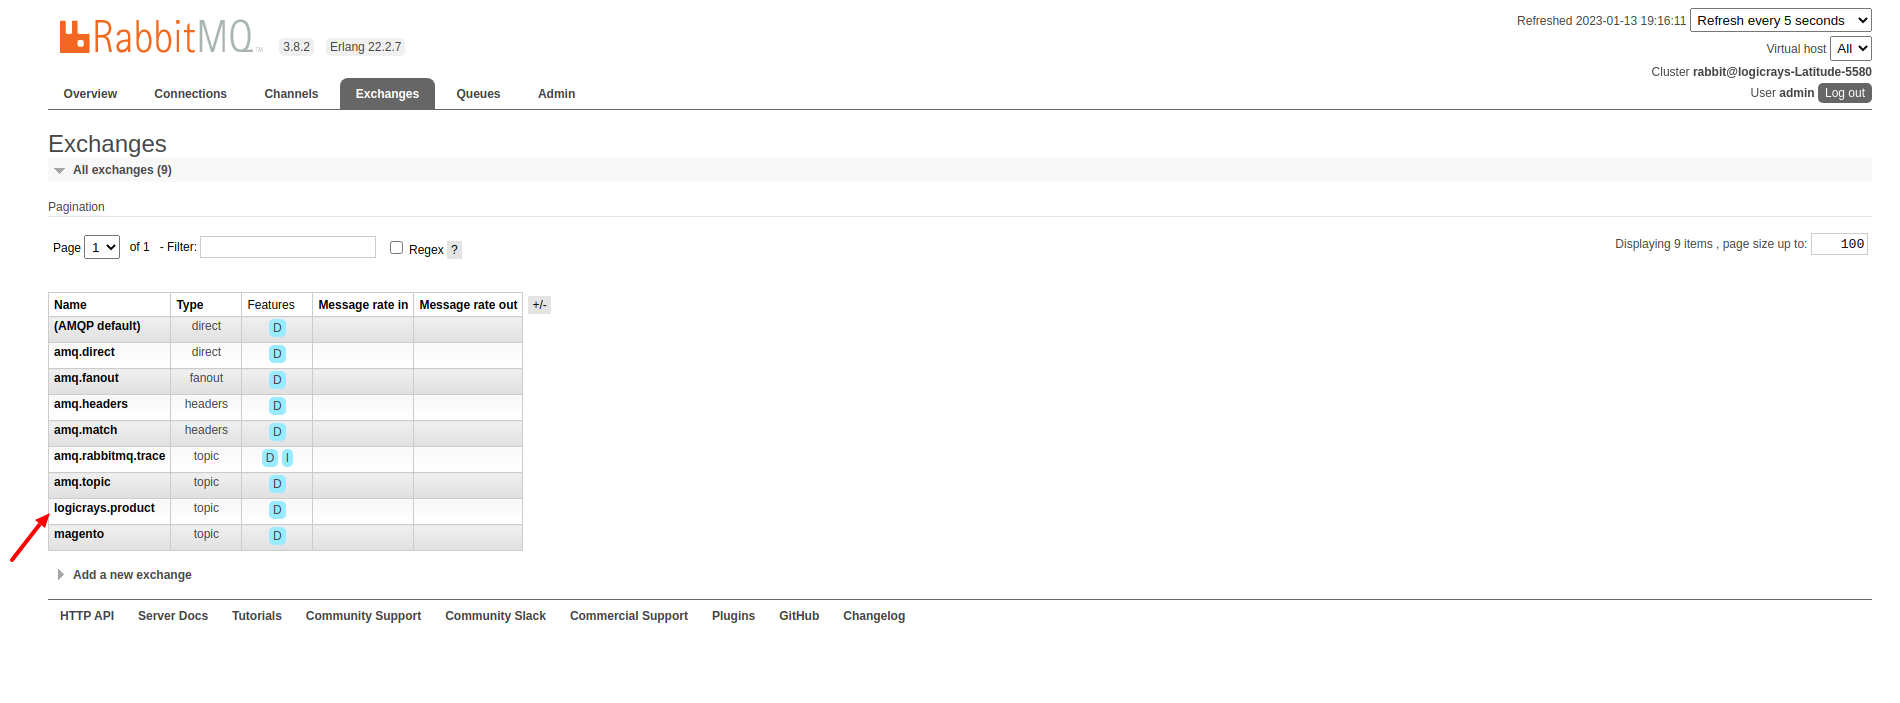 RabbitMQ TM 3.8.2 Erlang 22.2.7
Refreshed 2023-01-13 19:16:11 Refresh every 5 seconds
Virtual host All
Cluster rabbit@logicrays-Latitude-5580
User admin Log out
Overview Connections Channels Exchanges Queues Admin
Exchanges
All exchanges (9)
Pagination
Page 1 of 1 - Filter: Regex ? Displaying 9 items , page size up to: 100
Name Type Features Message rate in Message rate out +/-
(AMQP default) direct D
amq.direct direct D
amq.fanout fanout D
amq.headers headers D
amq.match headers D
amq.rabbitmq.trace topic D I
amq.topic topic D
logicrays.product topic D
magento topic D
Add a new exchange
HTTP API Server Docs Tutorials Community Support Community Slack Commercial Support Plugins GitHub Changelog